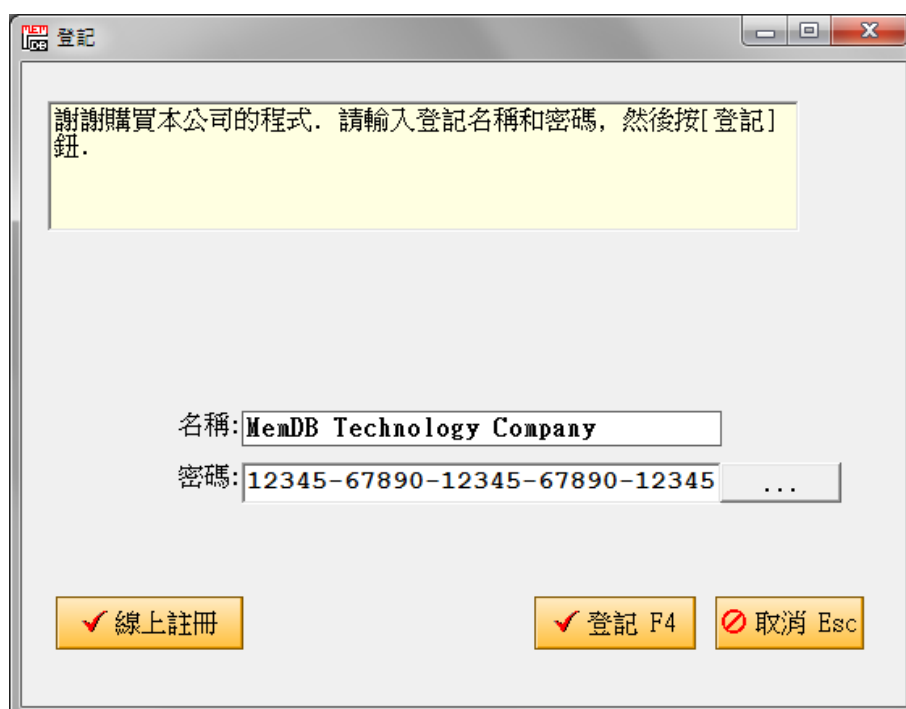 MEM
DB
登記
謝謝購買本公司的程式. 請輸入登記名稱和密碼, 然後按[登記]
鈕.
名稱:MemDB Technology Company
密碼:12345-67890-12345-67890-12345 ...
線上註冊 登記 F4 取消 Esc